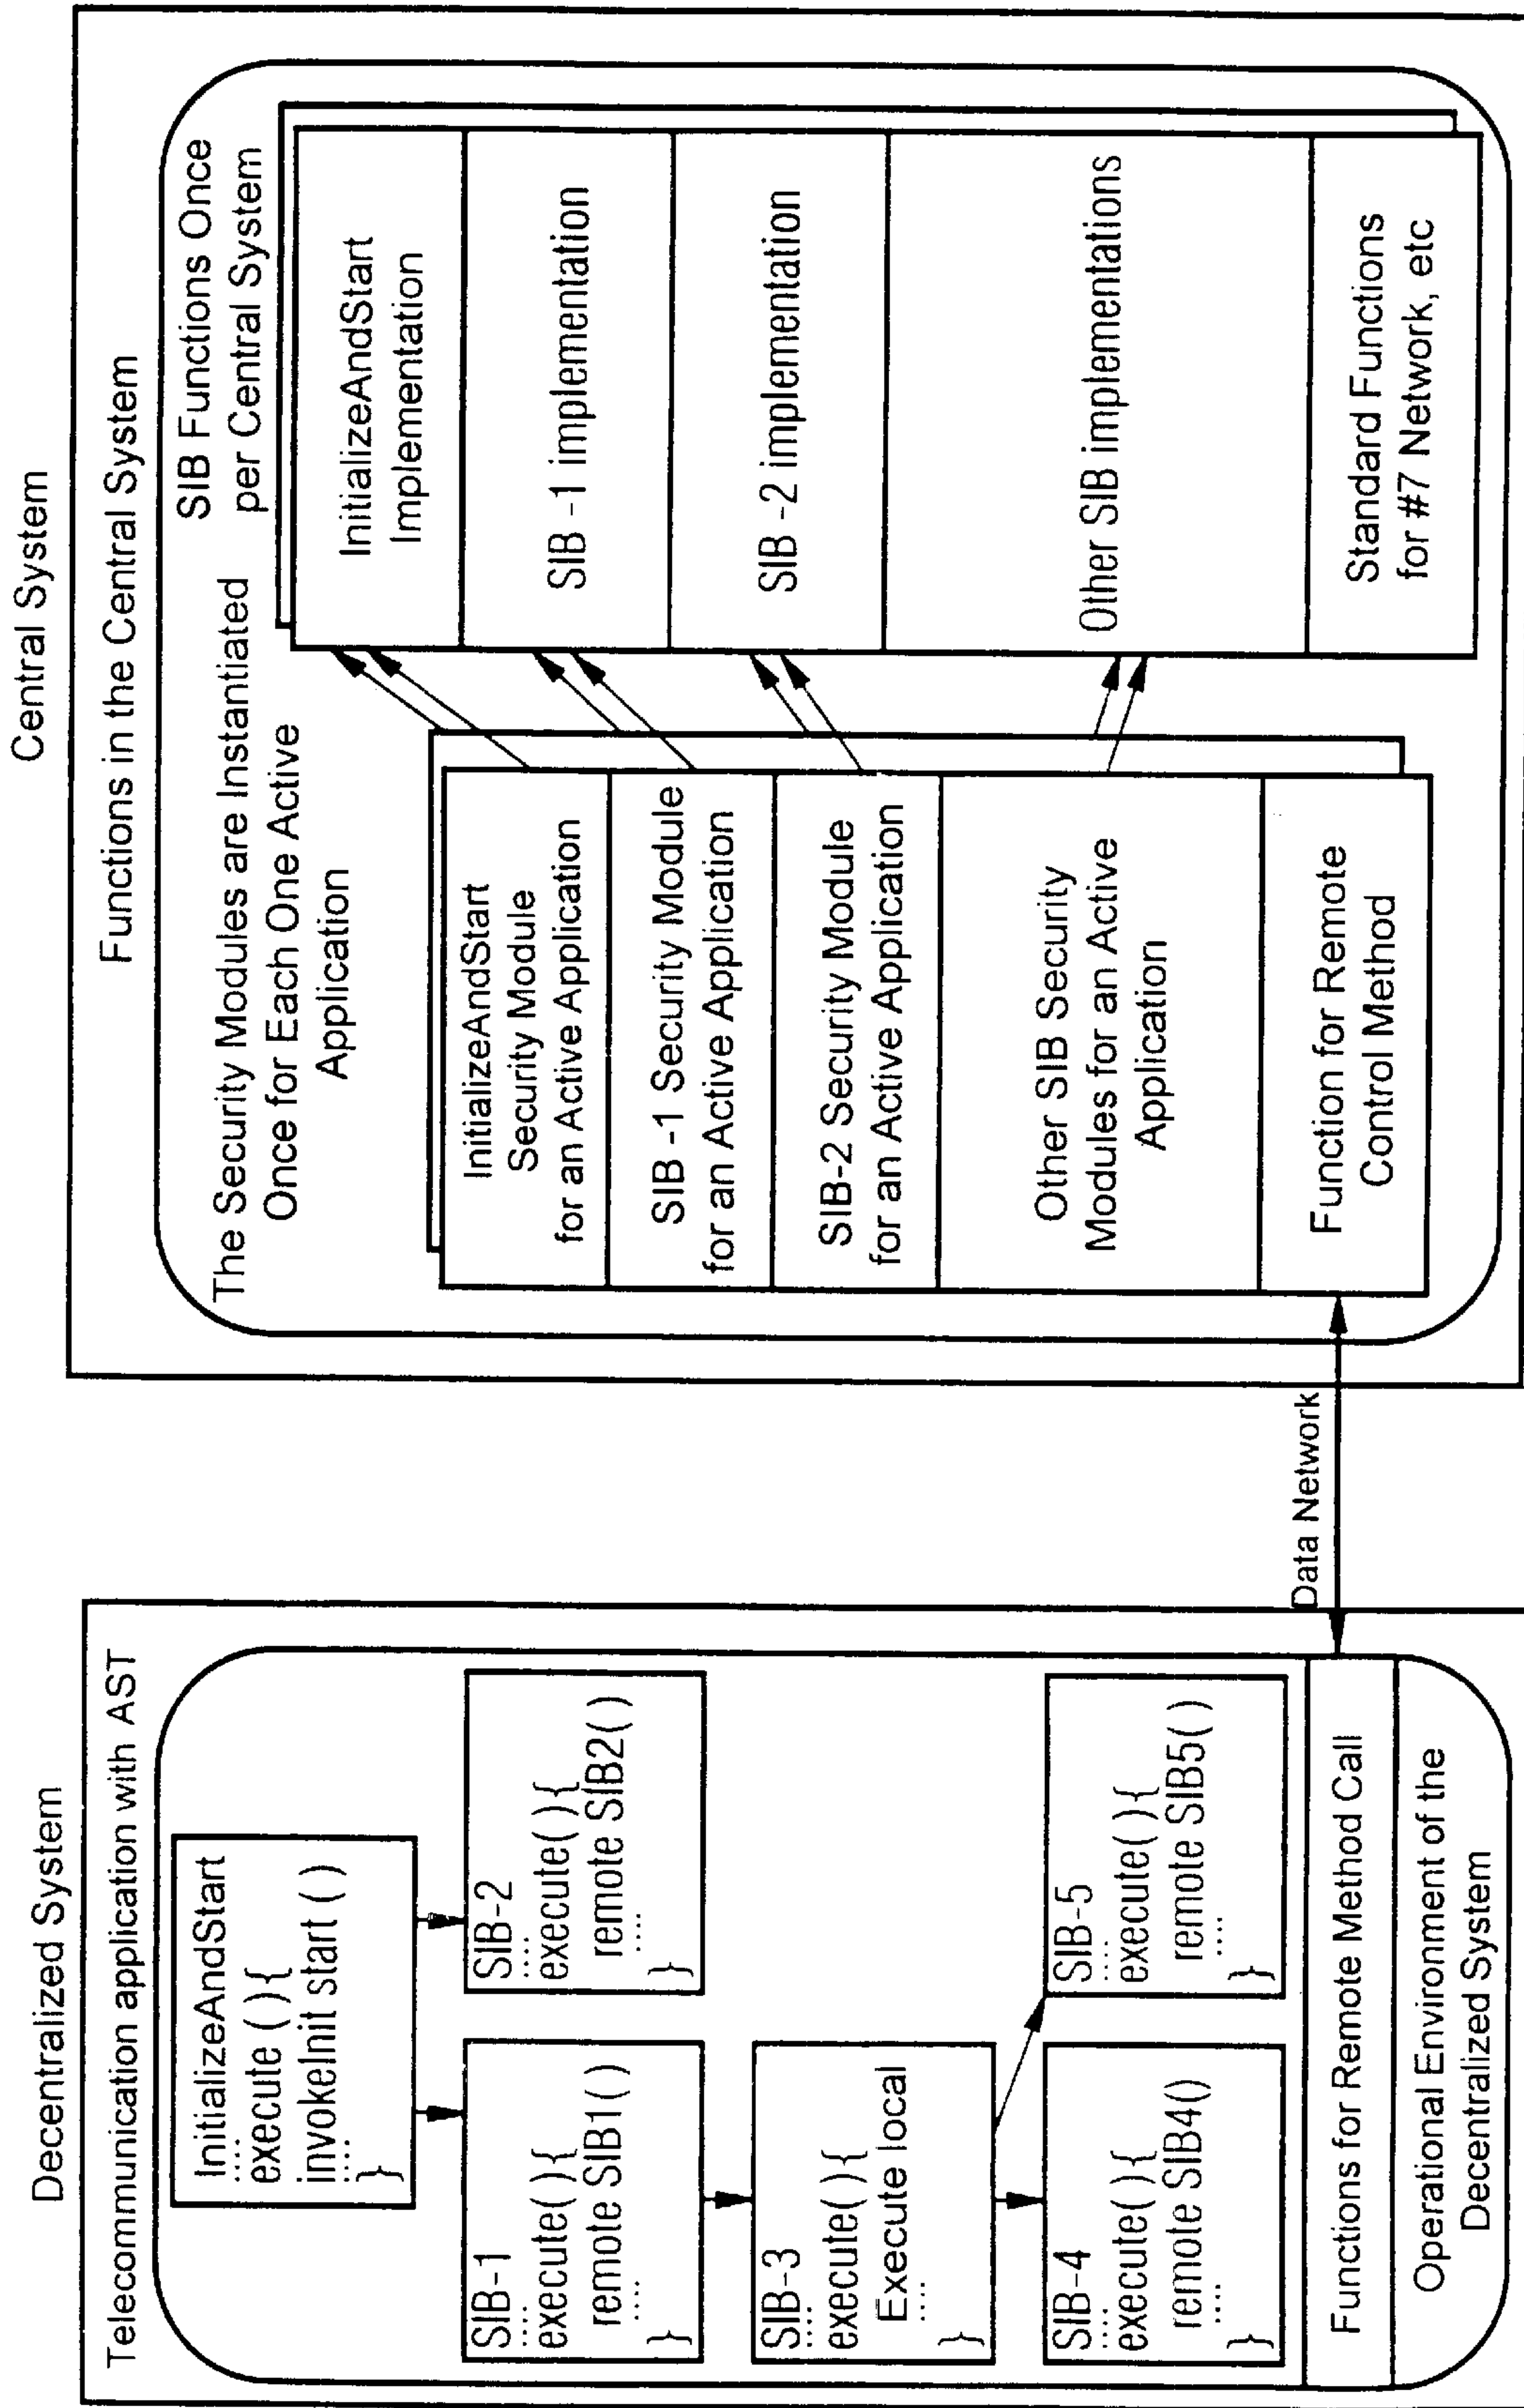 Decentralized System
Telecommunication application with AST
InitializeAndStart
....
execute (){
invokeInit start ()
....
}
SIB-1
....
execute(){
remote SIB1()
....
}
SIB-2
....
execute(){
remote SIB2()
....
}
SIB-3
....
execute(){
Execute local
....
}
SIB-4
....
execute(){
remote SIB4()
....
}
SIB-5
....
execute(){
remote SIB5()
....
}
Functions for Remote Method Call
Operational Environment of the
Decentralized System
Data Network
Central System
Functions in the Central System
The Security Modules are Instantiated
Once for Each One Active
Application
InitializeAndStart
Security Module
for an Active Application
SIB -1 Security Module
for an Active Application
SIB-2 Security Module
for an Active Application
Other SIB Security
Modules for an Active
Application
Function for Remote
Control Method
SIB Functions Once
per Central System
InitializeAndStart
Implementation
SIB -1 implementation
SIB -2 implementation
Other SIB implementations
Standard Functions
for #7 Network, etc